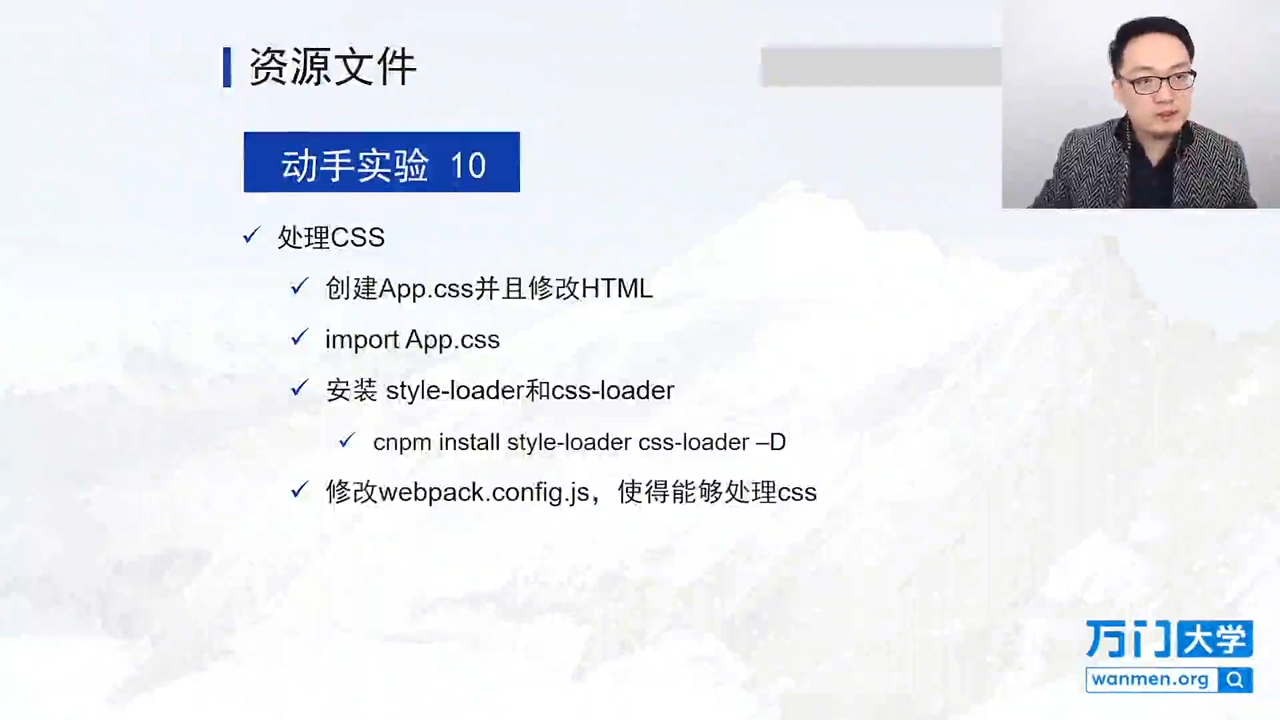 资源文件
动手实验 10
处理CSS
创建App.css并且修改HTML
import App.css
安装 style-loader和css-loader
cnpm install style-loader css-loader –D
修改webpack.config.js，使得能够处理css
万门大学
wanmen.org